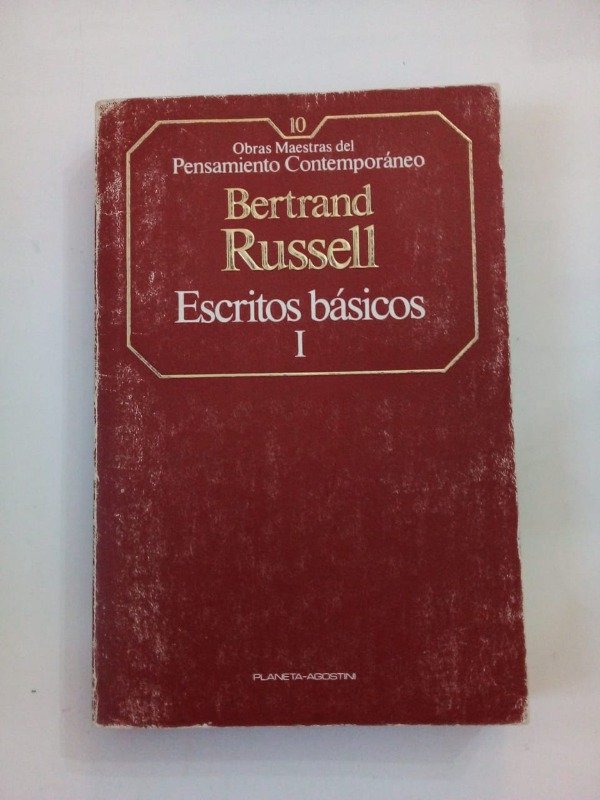 10
Obras Maestras del
Pensamiento Contemporáneo
Bertrand
Russell
Escritos básicos
I
PLANETA-AGOSTINI